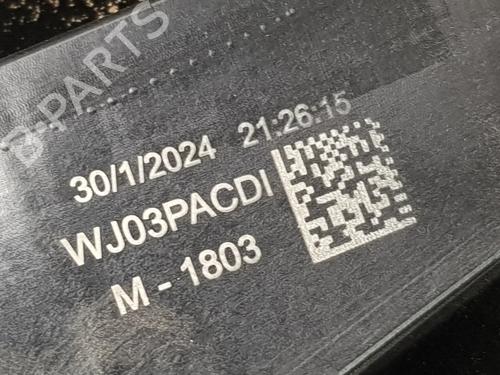 B-PARTS
30/1/2024 21:26:15
WJ03PACDI
M - 1803